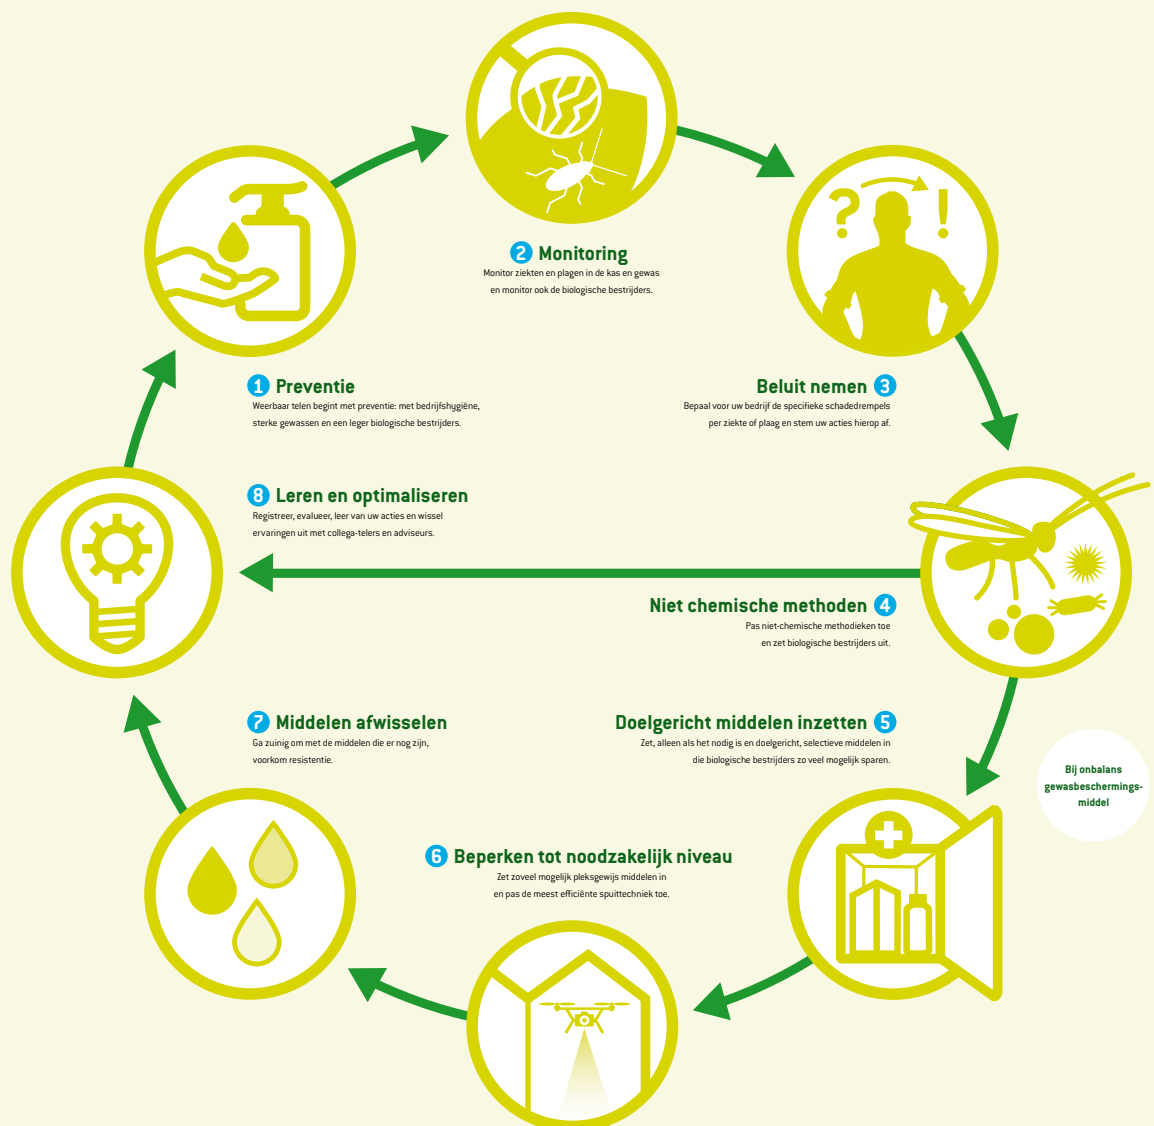 2 Monitoring
Monitor ziekten en plagen in de kas en gewas
en monitor ook de biologische bestrijders.
?
!
1 Preventie
Weerbaar telen begint met preventie: met bedrijfshygiëne,
sterke gewassen en een leger biologische bestrijders.
Beluit nemen 3
Bepaal voor uw bedrijf de specifieke schadedrempels
per ziekte of plaag en stem uw acties hierop af.
8 Leren en optimaliseren
Registreer, evalueer, leer van uw acties en wissel
ervaringen uit met collega-telers en adviseurs.
Niet chemische methoden 4
Pas niet-chemische methodieken toe
en zet biologische bestrijders uit.
7 Middelen afwisselen
Ga zuinig om met de middelen die er nog zijn,
voorkom resistentie.
Doelgericht middelen inzetten 5
Zet, alleen als het nodig is en doelgericht, selectieve middelen in
die biologische bestrijders zo veel mogelijk sparen.
Bij onbalans
gewasbeschermings-
middel
6 Beperken tot noodzakelijk niveau
Zet zoveel mogelijk pleksgewijs middelen in
en pas de meest efficiënte spuittechniek toe.